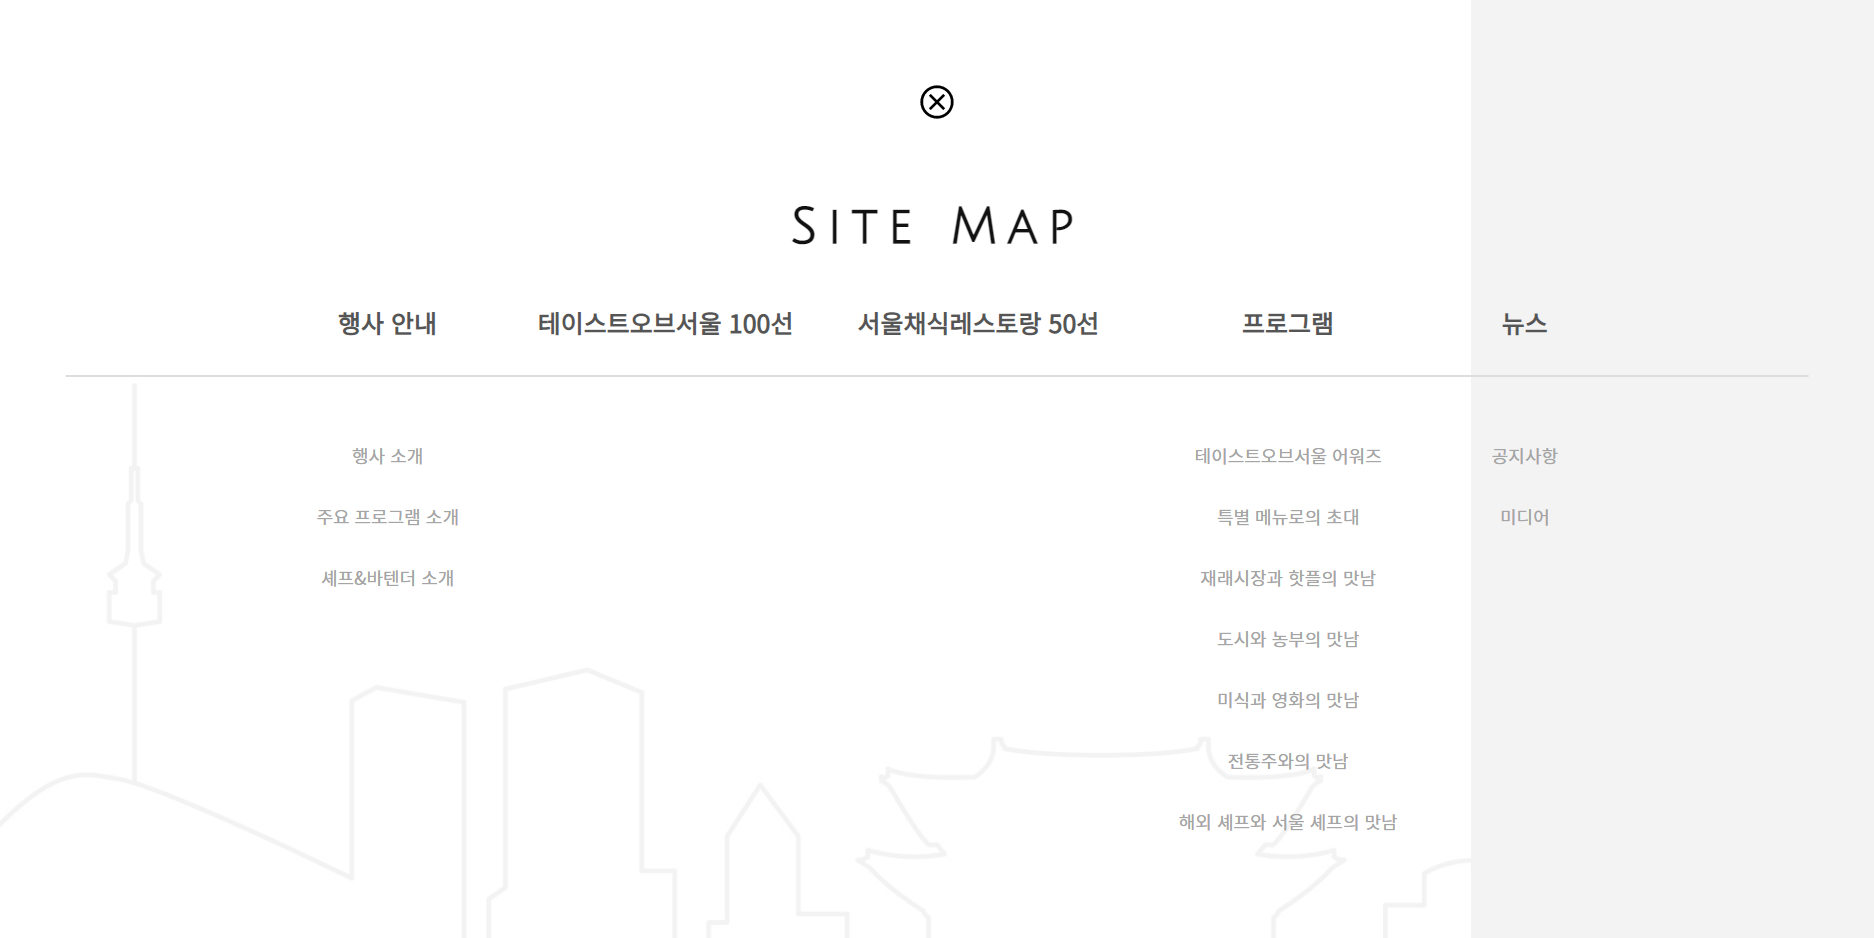 SITE MAP
행사 안내
테이스트오브서울 100선
서울채식레스토랑 50선
프로그램
뉴스
행사 소개
주요 프로그램 소개
셰프&바텐더 소개
테이스트오브서울 어워즈
특별 메뉴로의 초대
재래시장과 핫플의 맛남
도시와 농부의 맛남
미식과 영화의 맛남
전통주와의 맛남
해외 셰프와 서울 셰프의 맛남
공지사항
미디어